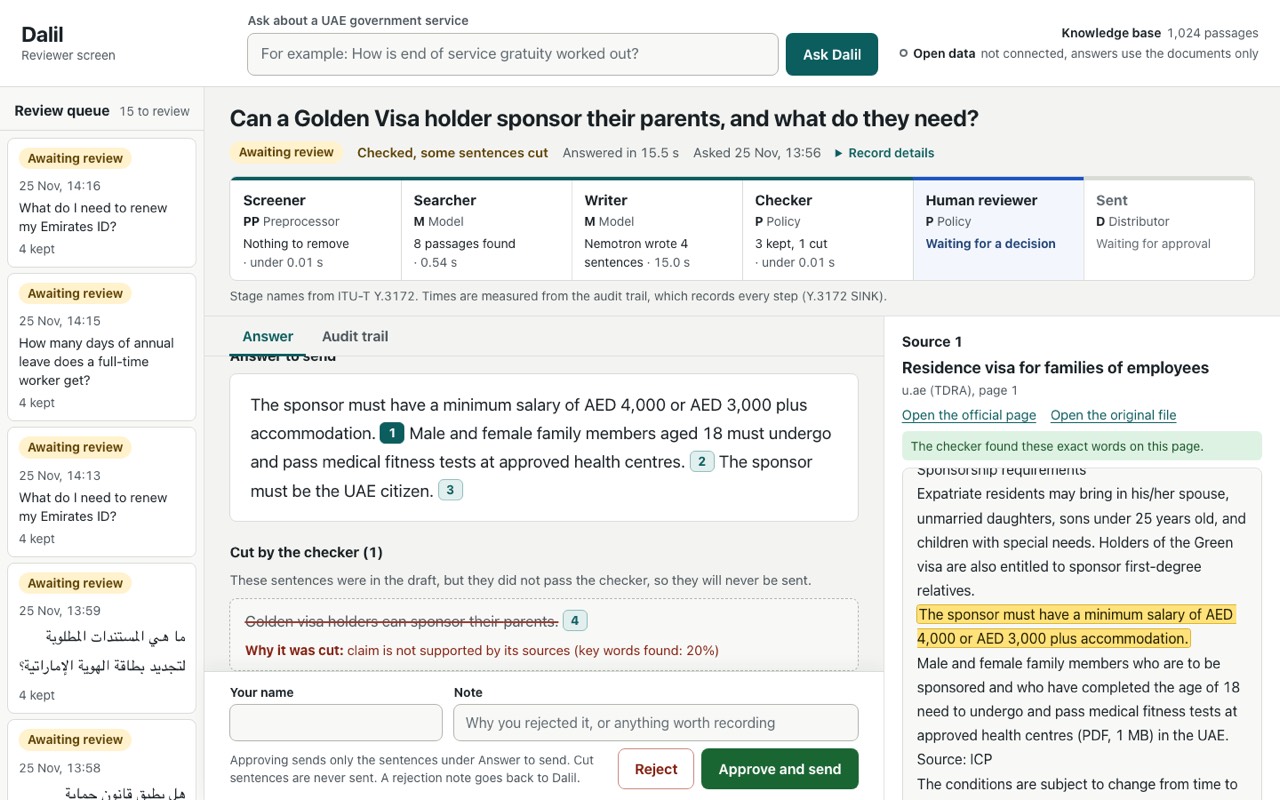 Dalil
Reviewer screen
Ask about a UAE government service
For example: How is end of service gratuity worked out?
Ask Dalil
Knowledge base 1,024 passages
Open data not connected, answers use the documents only
Review queue 15 to review
Awaiting review
25 Nov, 14:16
What do I need to renew
my Emirates ID?
4 kept
Awaiting review
25 Nov, 14:15
How many days of annual
leave does a full-time
worker get?
4 kept
Awaiting review
25 Nov, 14:13
What do I need to renew
my Emirates ID?
4 kept
Awaiting review
25 Nov, 13:59
ما هي المستندات المطلوبة
لتجديد بطاقة الهوية الإماراتية؟
4 kept
Awaiting review
25 Nov, 13:58
هل يطبق قانون حماية
Can a Golden Visa holder sponsor their parents, and what do they need?
Awaiting review Checked, some sentences cut Answered in 15.5 s Asked 25 Nov, 13:56 ▶ Record details
Screener
PP Preprocessor
Nothing to remove
· under 0.01 s
Searcher
M Model
8 passages found
· 0.54 s
Writer
M Model
Nemotron wrote 4
sentences · 15.0 s
Checker
P Policy
3 kept, 1 cut
· under 0.01 s
Human reviewer
P Policy
Waiting for a decision
Sent
D Distributor
Waiting for approval
Stage names from ITU-T Y.3172. Times are measured from the audit trail, which records every step (Y.3172 SINK).
Answer Audit trail
Answer to send
The sponsor must have a minimum salary of AED 4,000 or AED 3,000 plus
accommodation. 1 Male and female family members aged 18 must undergo
and pass medical fitness tests at approved health centres. 2 The sponsor
must be the UAE citizen. 3
Cut by the checker (1)
These sentences were in the draft, but they did not pass the checker, so they will never be sent.
Golden visa holders can sponsor their parents. 4
Why it was cut: claim is not supported by its sources (key words found: 20%)
Your name
Note
Why you rejected it, or anything worth recording
Approving sends only the sentences under Answer to send. Cut
sentences are never sent. A rejection note goes back to Dalil.
Reject
Approve and send
Source 1
Residence visa for families of employees
u.ae (TDRA), page 1
Open the official page Open the original file
The checker found these exact words on this page.
Sponsorship requirements
Expatriate residents may bring in his/her spouse,
unmarried daughters, sons under 25 years old, and
children with special needs. Holders of the Green
visa are also entitled to sponsor first-degree
relatives.
The sponsor must have a minimum salary of AED
4,000 or AED 3,000 plus accommodation.
Male and female family members who are to be
sponsored and who have completed the age of 18
need to undergo and pass medical fitness tests at
approved health centres (PDF, 1 MB) in the UAE.
Source: ICP
The conditions are subject to change from time to